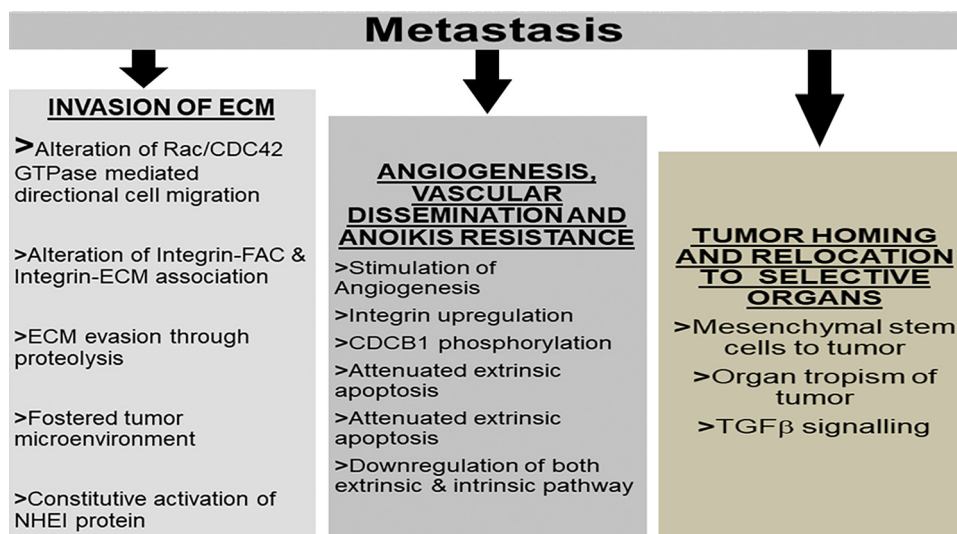 Metastasis
INVASION OF ECM
>Alteration of Rac/CDC42
GTPase mediated
directional cell migration
>Alteration of Integrin-FAC &
Integrin-ECM association
>ECM evasion through
proteolysis
>Fostered tumor
microenvironment
>Constitutive activation of
NHEI protein
ANGIOGENESIS,
VASCULAR
DISSEMINATION AND
ANOIKIS RESISTANCE
>Stimulation of
Angiogenesis
>Integrin upregulation
>CDCB1 phosphorylation
>Attenuated extrinsic
apoptosis
>Attenuated extrinsic
apoptosis
>Downregulation of both
extrinsic & intrinsic pathway
TUMOR HOMING
AND RELOCATION
TO SELECTIVE
ORGANS
>Mesenchymal stem
cells to tumor
>Organ tropism of
tumor
>TGFβ signalling